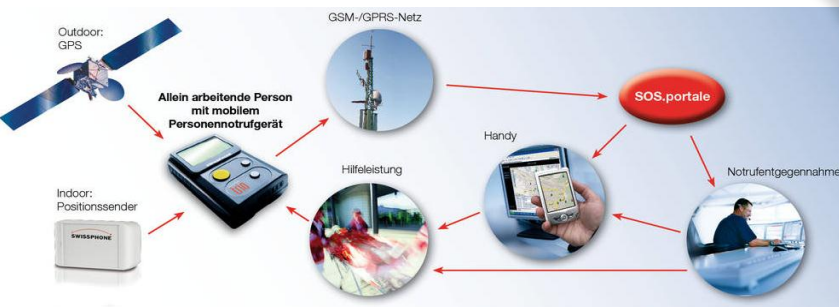 Outdoor:
GPS
GSM-/GPRS-Netz
Allein arbeitende Person
mit mobilem
Personennotrufgerät
SOS.portale
Handy
Hilfeleistung
Notrufentgegennahme
Indoor:
Positionssender
SWISSPHONE